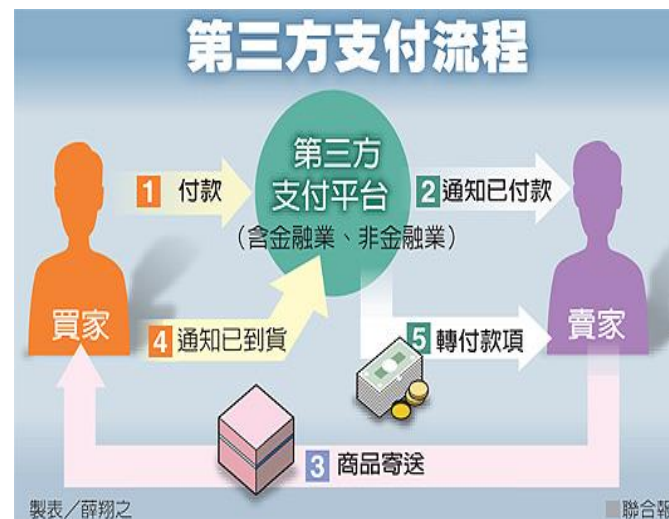 第三方支付流程
第三方
支付平台
(含金融業、非金融業)
1 付款
2 通知已付款
買家
賣家
4 通知已到貨
5 轉付款項
3 商品寄送
製表／薛翔之
■聯合報